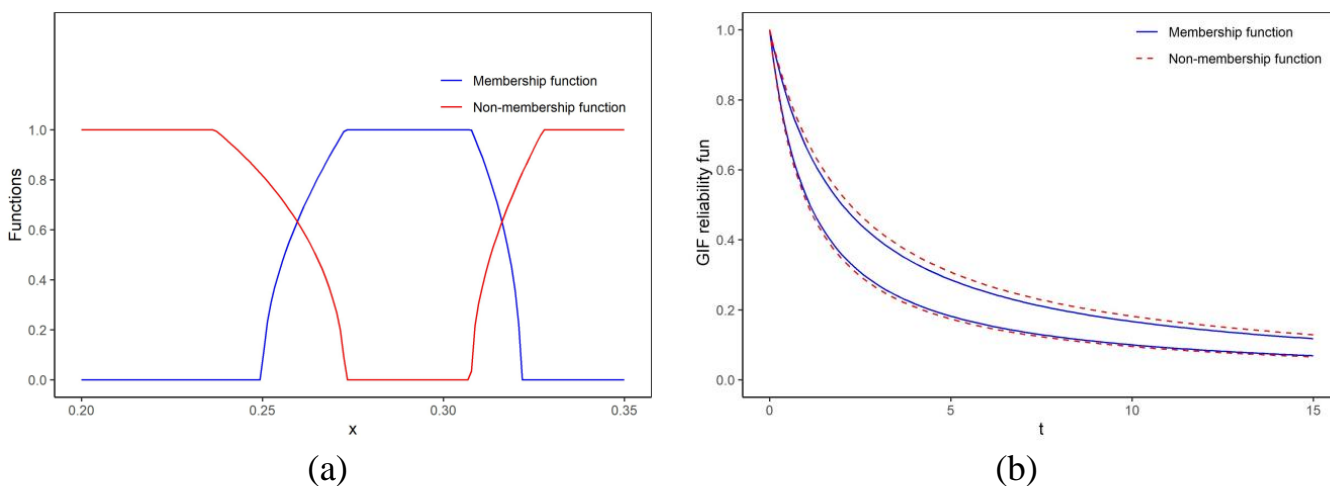 Membership function
Non-membership function
Functions
1.0
0.8
0.6
0.4
0.2
0.0
0.20
0.25
0.30
0.35
x
(a)
Membership function
Non-membership function
GIF reliability fun
1.0
0.8
0.6
0.4
0.2
0.0
0
5
10
15
t
(b)